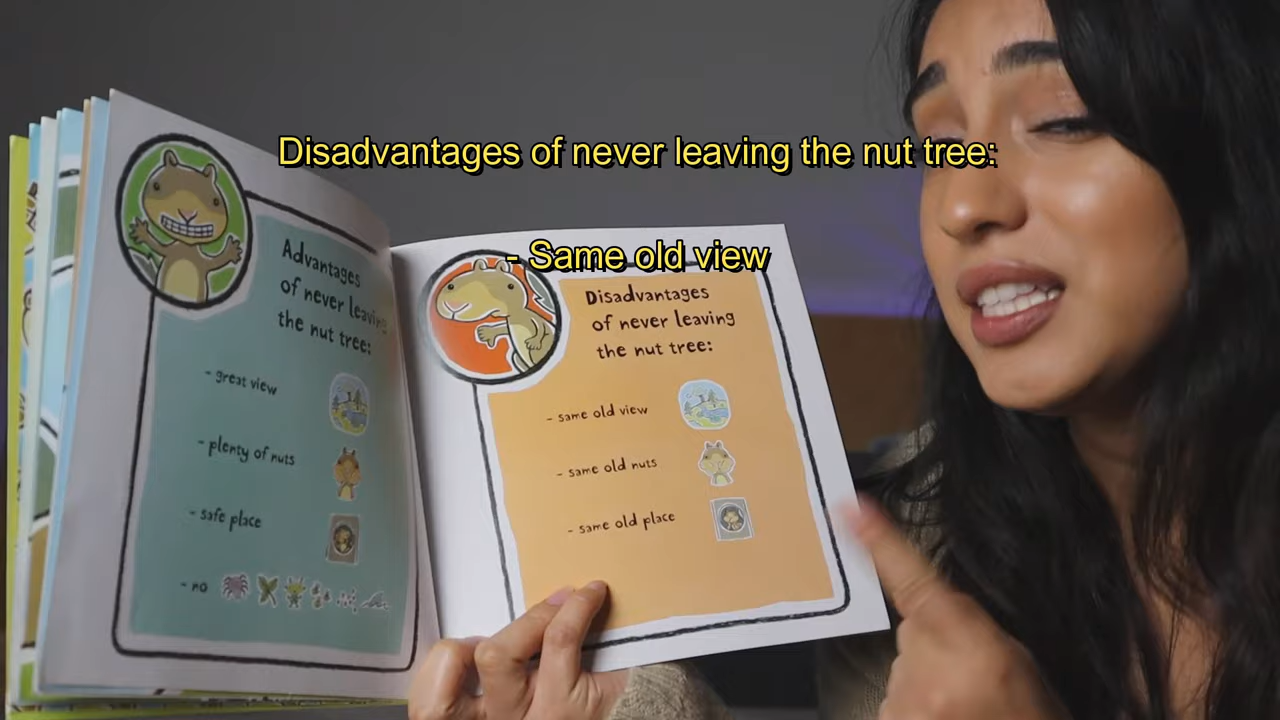 Disadvantages of never leaving the nut tree:
- Same old view
Advantages
of never leaving
the nut tree:
- great view
- plenty of nuts
- safe place
- no
Disadvantages
of never leaving
the nut tree:
- same old view
- same old nuts
- same old place